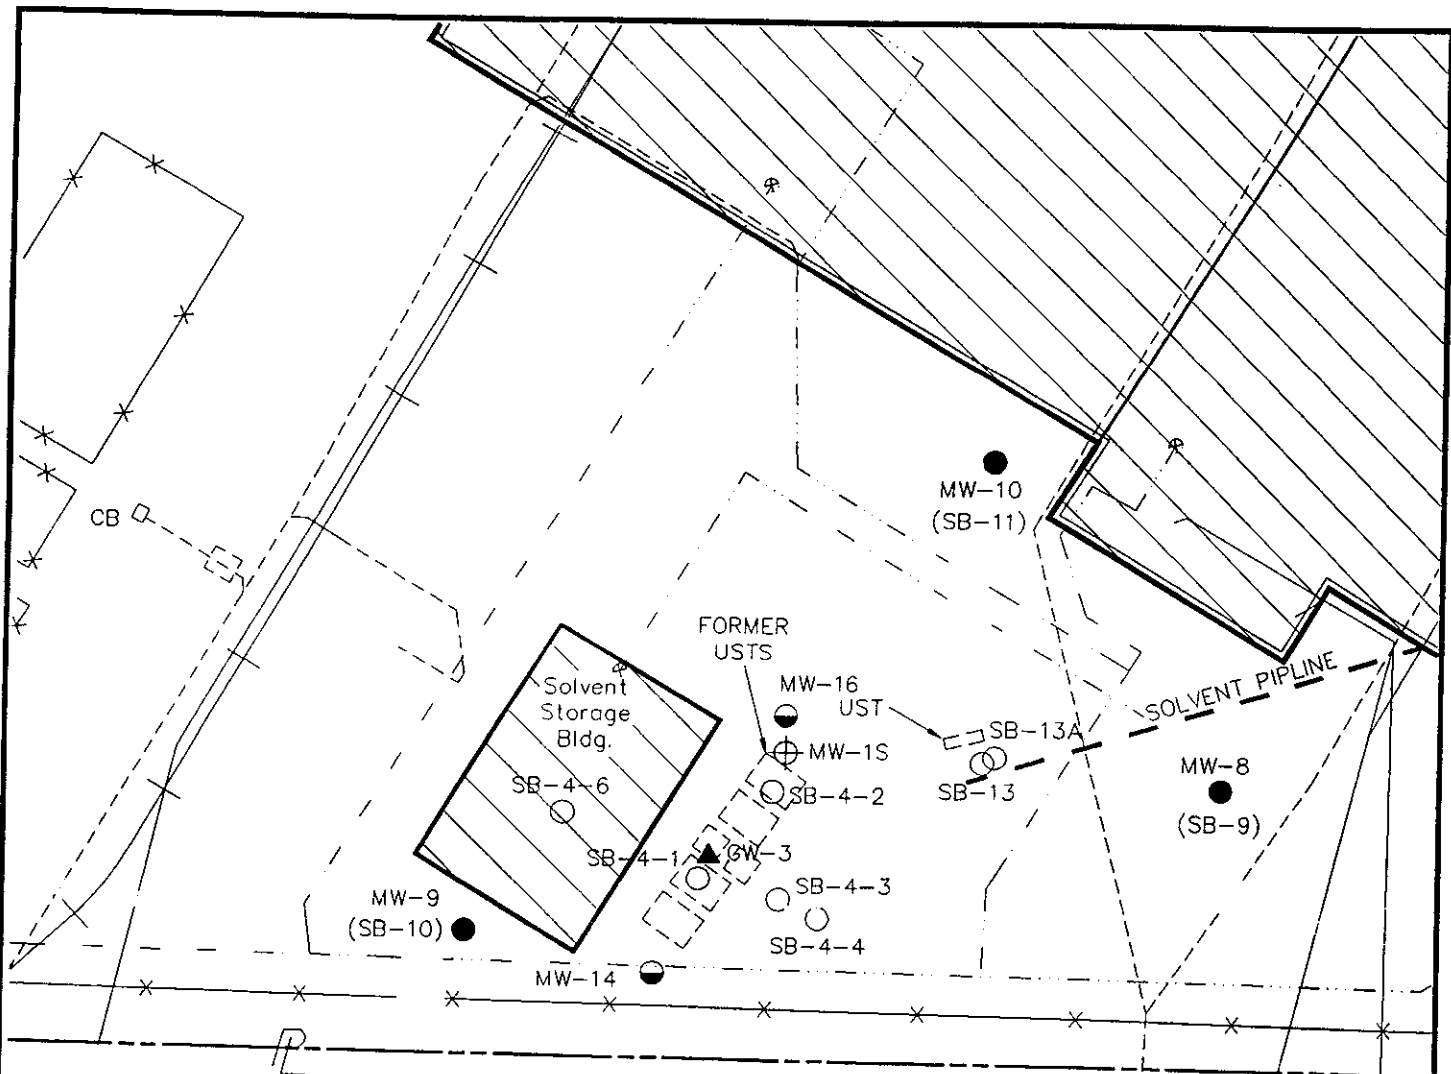 CB
MW-10
(SB-11)
FORMER
USTS
MW-16
UST
SB-13A
SOLVENT PIPLINE
Solvent
Storage
Bldg.
MW-1S
SB-13
MW-8
(SB-9)
SB-4-6
SB-4-2
SB-4-1
GW-3
SB-4-3
MW-9
(SB-10)
SB-4-4
MW-14
PL